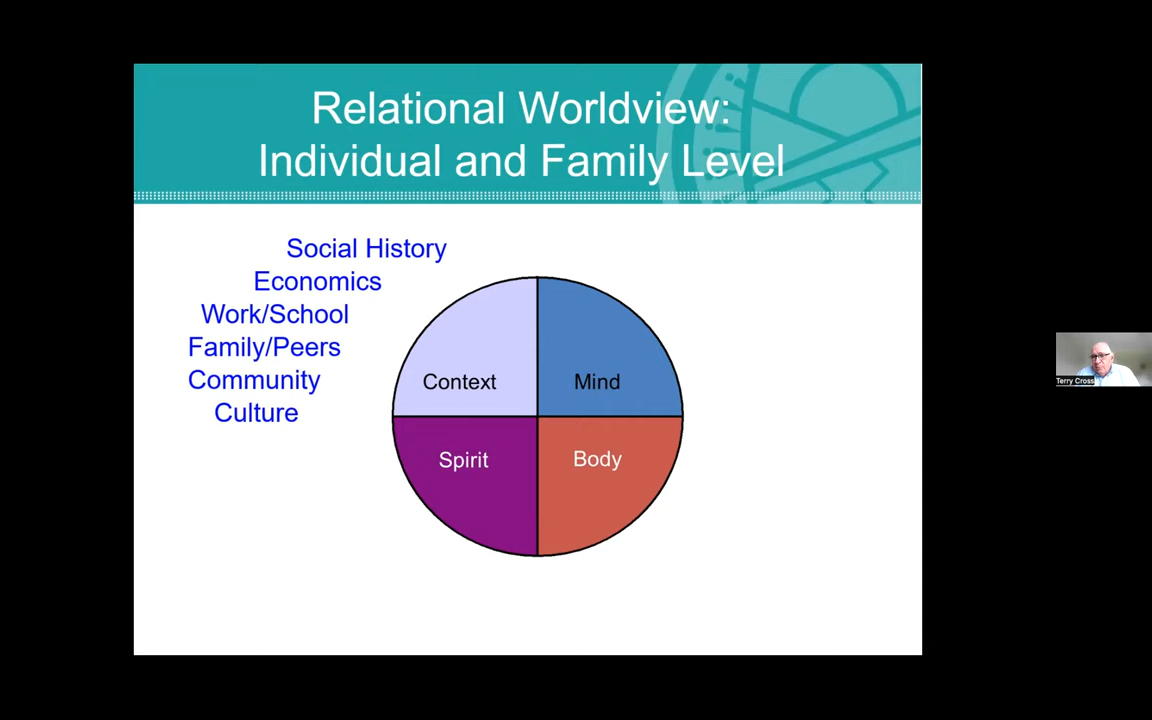 Relational Worldview:
Individual and Family Level
Social History
Economics
Work/School
Family/Peers
Community
Culture
Context
Mind
Spirit
Body
Terry Cross